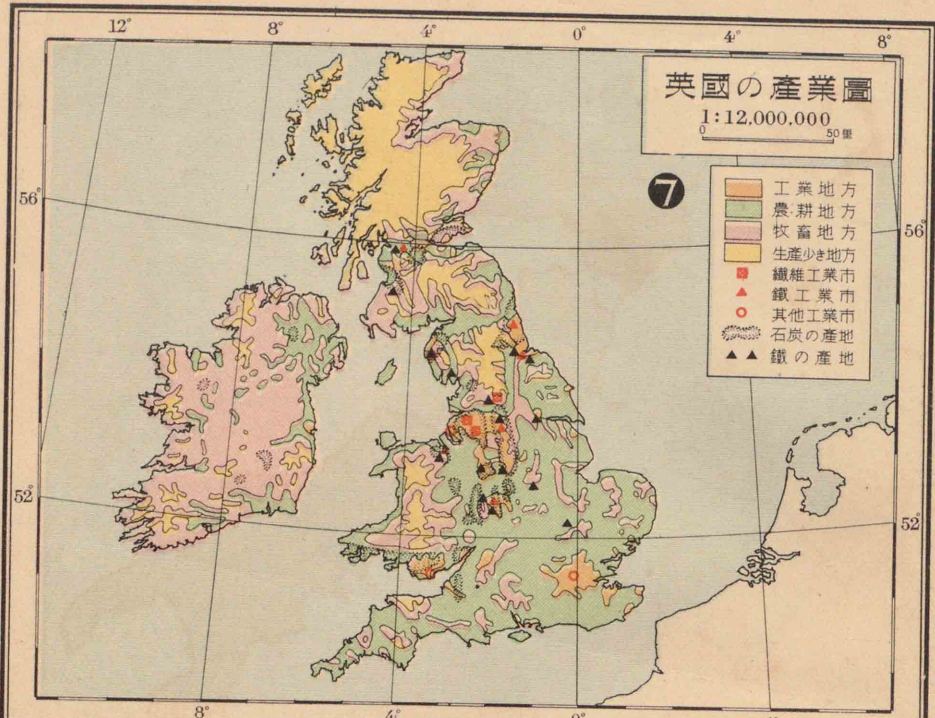 12° 8° 4° 0° 4° 8°
英國の產業圖
1:12,000,000
0 50里
7
工業地方
農耕地方
牧畜地方
生產少き地方
纖維工業市
鐵工業市
其他工業市
石炭の產地
鐵の產地
56° 56°
52° 52°
8° 4° 0° 4°